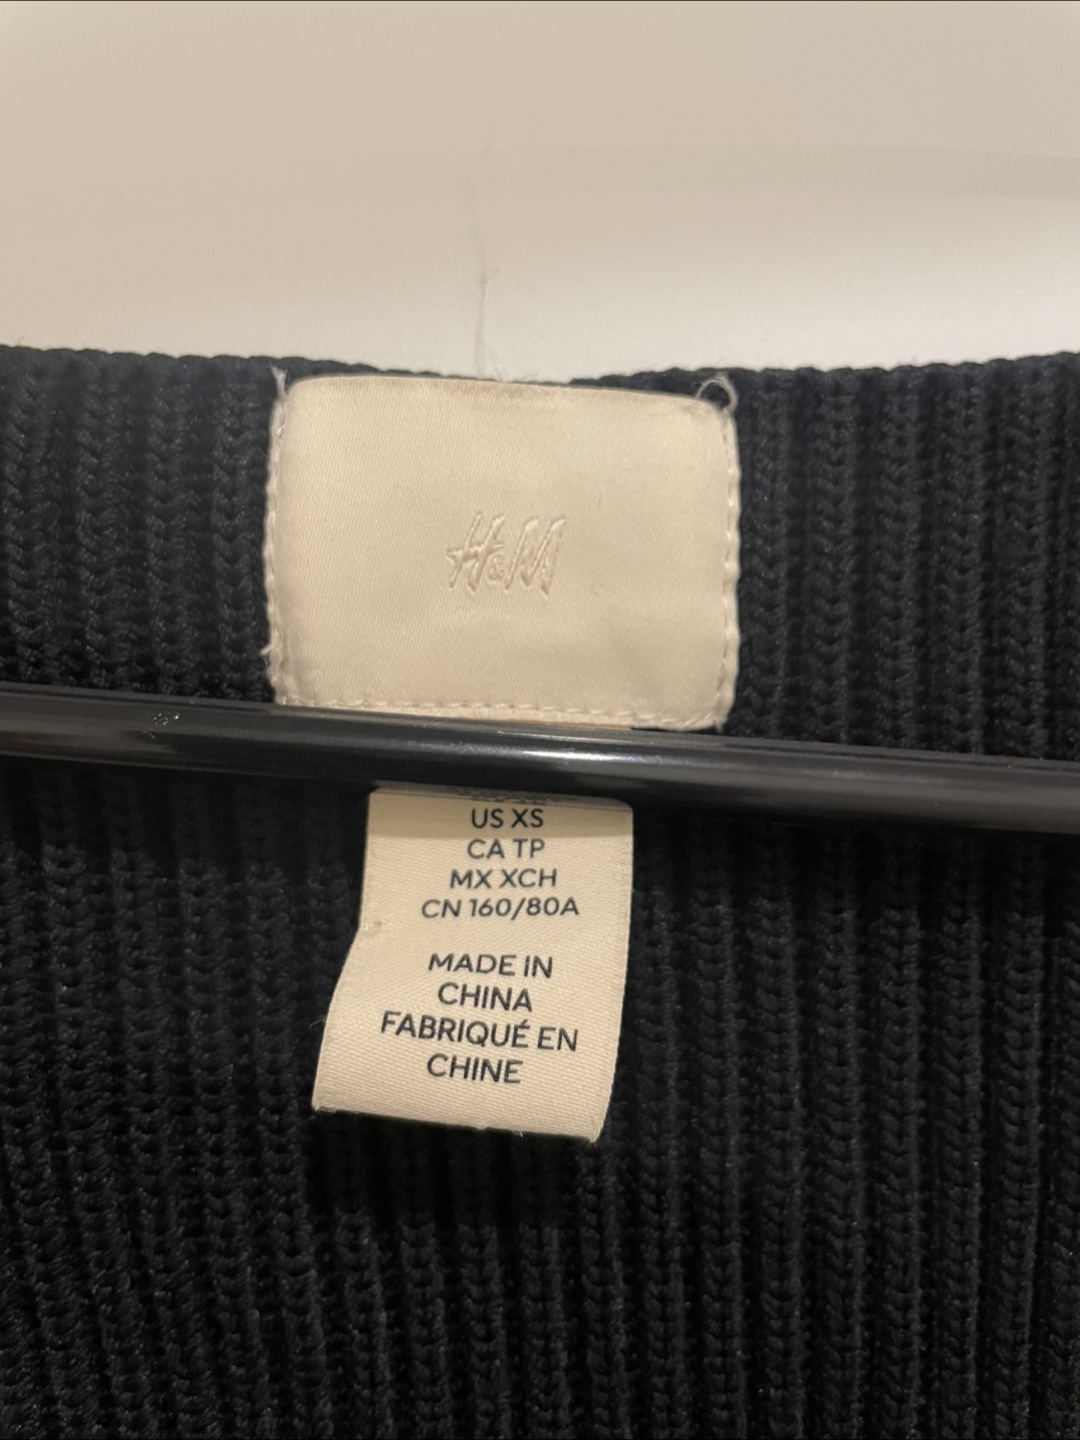 H&M
US XS
CA TP
MX XCH
CN 160/80A
MADE IN
CHINA
FABRIQUÉ EN
CHINE